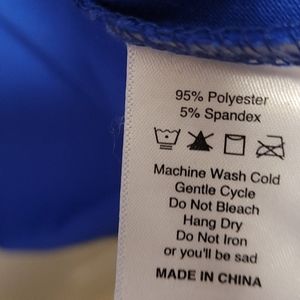 95% Polyester
5% Spandex
Machine Wash Cold
Gentle Cycle
Do Not Bleach
Hang Dry
Do Not Iron
or you'll be sad
MADE IN CHINA